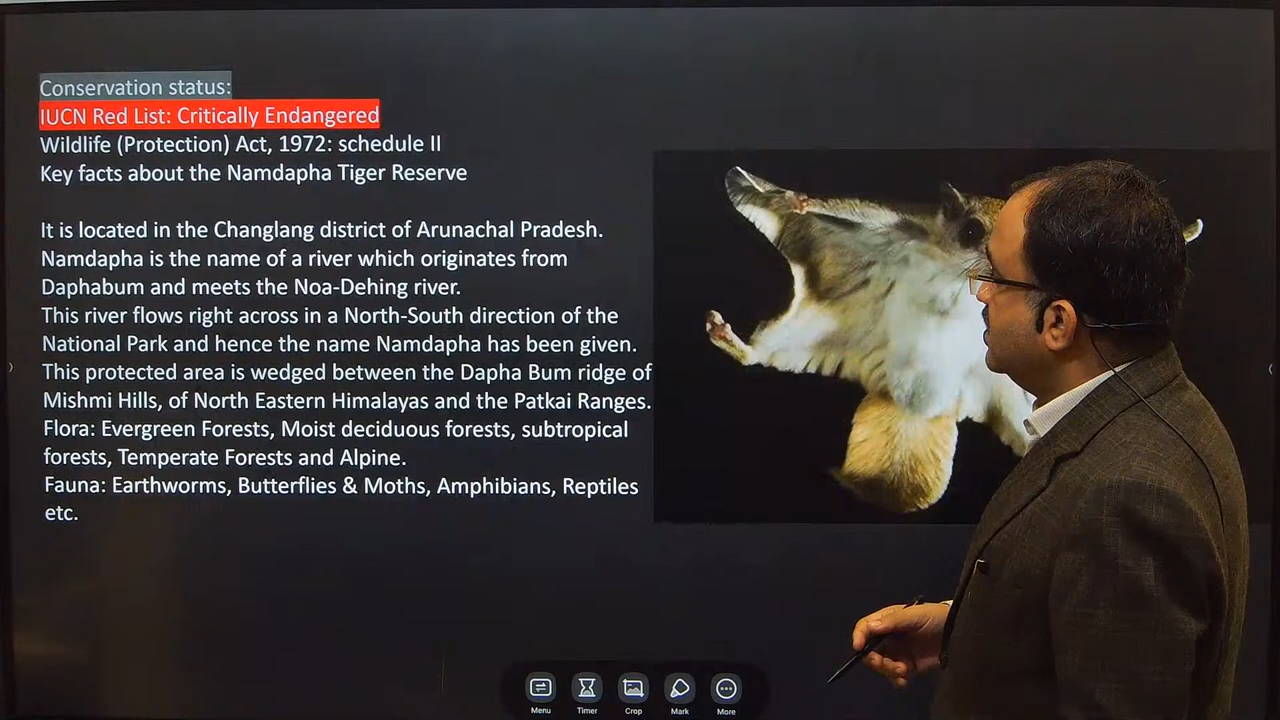 Conservation status:
IUCN Red List: Critically Endangered
Wildlife (Protection) Act, 1972: schedule II
Key facts about the Namdapha Tiger Reserve
It is located in the Changlang district of Arunachal Pradesh.
Namdapha is the name of a river which originates from
Daphabum and meets the Noa-Dehing river.
This river flows right across in a North-South direction of the
National Park and hence the name Namdapha has been given.
This protected area is wedged between the Dapha Bum ridge of
Mishmi Hills, of North Eastern Himalayas and the Patkai Ranges.
Flora: Evergreen Forests, Moist deciduous forests, subtropical
forests, Temperate Forests and Alpine.
Fauna: Earthworms, Butterflies & Moths, Amphibians, Reptiles
etc.
Menu Timer Crop Mark More